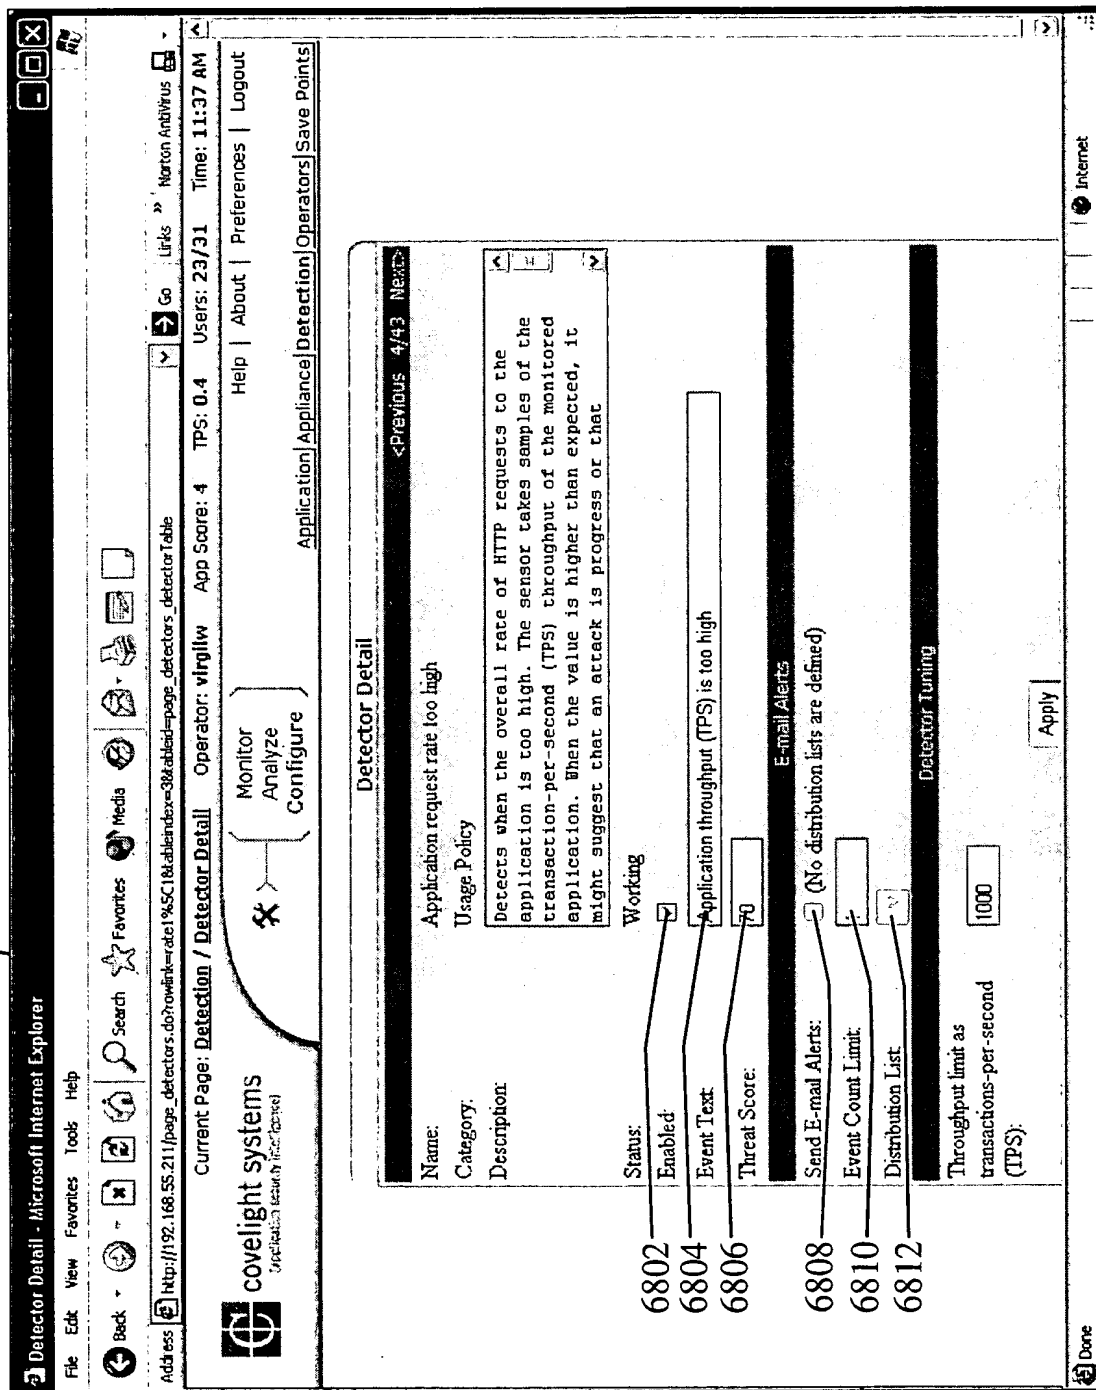 Detector Detail - Microsoft Internet Explorer
File Edit View Favorites Tools Help
Back Search Favorites Media
Address http://192.168.55.211/page_detectors.do?rowlink=rate1%5C1&tableindex=3&tableid=page_detectors_detectorTable Go Links » Norton AntiVirus
Current Page: Detection / Detector Detail Operator: virgilw App Score: 4 TPS: 0.4 Users: 23/31 Time: 11:37 AM
covelight systems
Monitor
Analyze
Configure
Help | About | Preferences | Logout
Application|Appliance|Detection|Operators|Save Points
Detector Detail
<Previous 4/43 Next>
Name: Application request rate too high
Category: Usage Policy
Description: Detects when the overall rate of HTTP requests to the
application is too high. The sensor takes samples of the
transaction-per-second (TPS) throughput of the monitored
application. When the value is higher than expected, it
might suggest that an attack is progress or that
Status: Working
6802 Enabled:
6804 Event Text: Application throughput (TPS) is too high
6806 Threat Score: 70
E-mail Alerts
6808 Send E-mail Alerts: (No distribution lists are defined)
6810 Event Count Limit:
6812 Distribution List:
Detector Tuning
Throughput limit as
transactions-per-second
(TPS): 1000
Apply
Done Internet